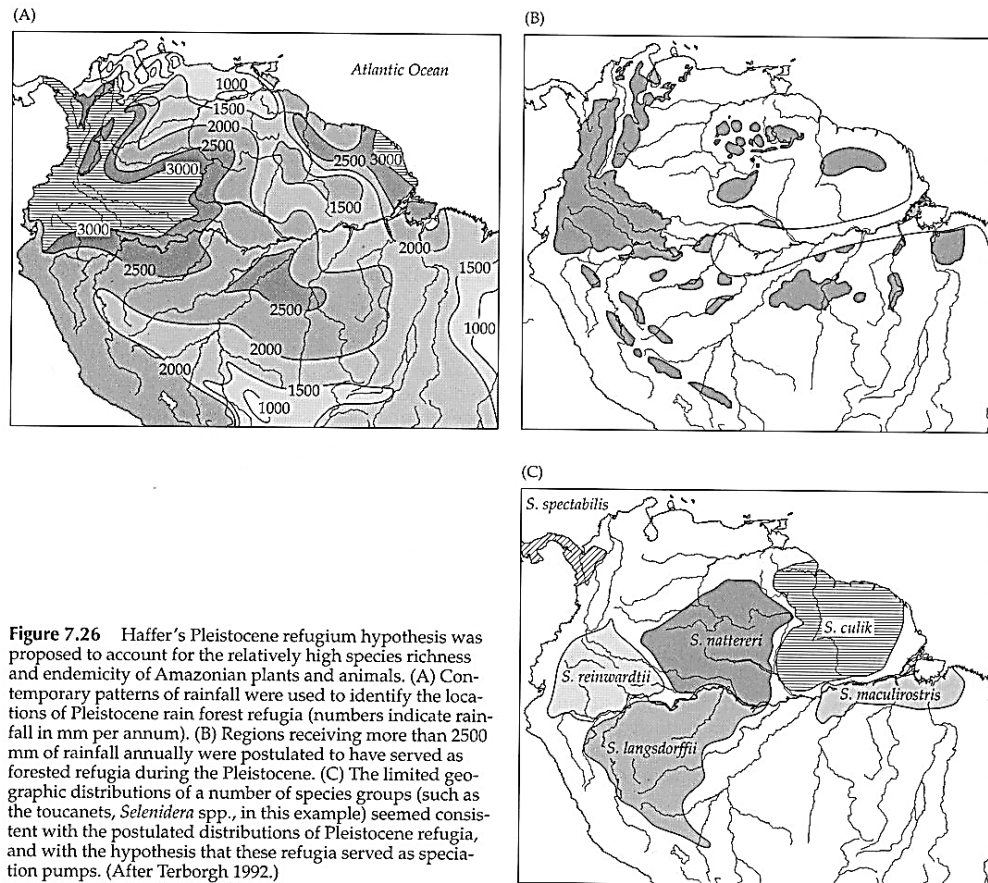 (A)
Atlantic Ocean
1000
1500
2000
2500
3000
2500
3000
1500
3000
2000
2500
1500
2500
1000
2000
2000
1500
1000
(B)
(C)
S. spectabilis
S. culik
S. nattereri
S. reinwardtii
S. maculirostris
S. langsdorffii
Figure 7.26 Haffer's Pleistocene refugium hypothesis was
proposed to account for the relatively high species richness
and endemicity of Amazonian plants and animals. (A) Con-
temporary patterns of rainfall were used to identify the loca-
tions of Pleistocene rain forest refugia (numbers indicate rain-
fall in mm per annum). (B) Regions receiving more than 2500
mm of rainfall annually were postulated to have served as
forested refugia during the Pleistocene. (C) The limited geo-
graphic distributions of a number of species groups (such as
the toucanets, Selenidera spp., in this example) seemed consis-
tent with the postulated distributions of Pleistocene refugia,
and with the hypothesis that these refugia served as specia-
tion pumps. (After Terborgh 1992.)